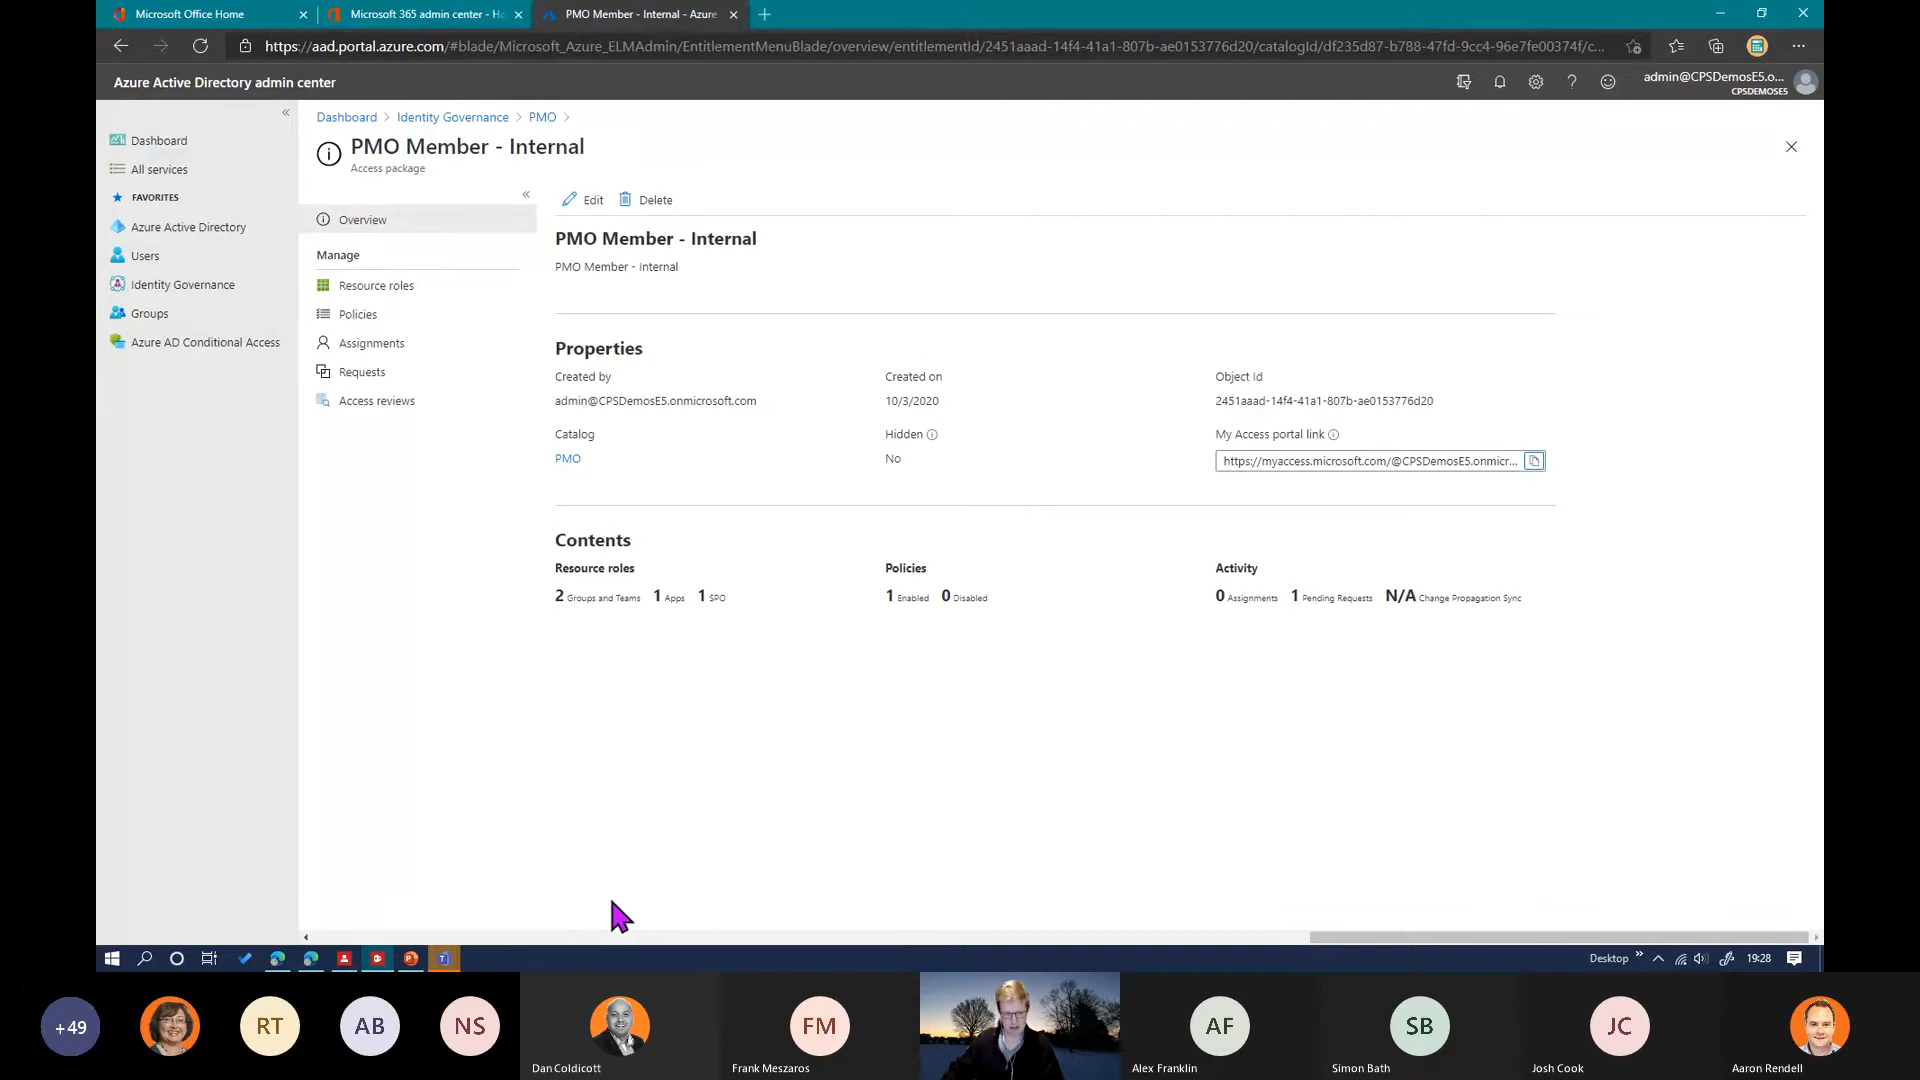 Microsoft Office Home
Microsoft 365 admin center - Ho
PMO Member - Internal - Azure
https://aad.portal.azure.com/#blade/Microsoft_Azure_ELMAdmin/EntitlementMenuBlade/overview/entitlementId/2451aaad-14f4-41a1-807b-ae0153776d20/catalogId/df235d87-b788-47fd-9cc4-96e7fe00374f/c...
Azure Active Directory admin center
admin@CPSDemosE5.o...
CPSDEMOSE5
Dashboard
All services
FAVORITES
Azure Active Directory
Users
Identity Governance
Groups
Azure AD Conditional Access
Dashboard > Identity Governance > PMO >
PMO Member - Internal
Access package
Overview
Manage
Resource roles
Policies
Assignments
Requests
Access reviews
Edit
Delete
PMO Member - Internal
PMO Member - Internal
Properties
Created by
admin@CPSDemosE5.onmicrosoft.com
Created on
10/3/2020
Object Id
2451aaad-14f4-41a1-807b-ae0153776d20
Catalog
PMO
Hidden
No
My Access portal link
https://myaccess.microsoft.com/@CPSDemosE5.onmicr...
Contents
Resource roles
2 Groups and Teams 1 Apps 1 SPO
Policies
1 Enabled 0 Disabled
Activity
0 Assignments 1 Pending Requests N/A Change Propagation Sync
Desktop
19:28
+49
RT
AB
NS
Dan Coldicott
FM
Frank Meszaros
AF
Alex Franklin
SB
Simon Bath
JC
Josh Cook
Aaron Rendell